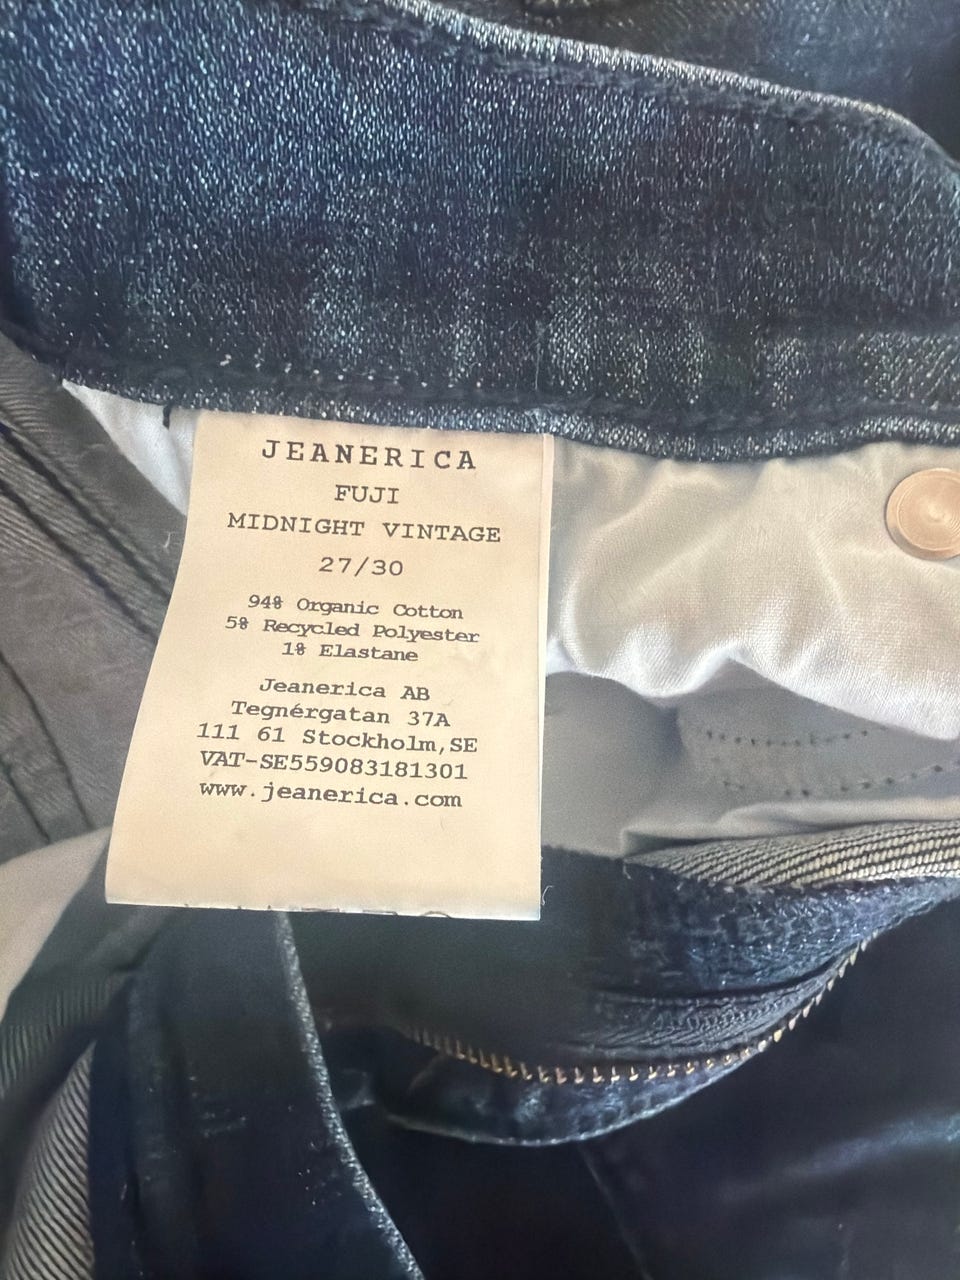 JEANERICA
FUJI
MIDNIGHT VINTAGE
27/30
94% Organic Cotton
5% Recycled Polyester
1% Elastane
Jeanerica AB
Tegnérgatan 37A
111 61 Stockholm,SE
VAT-SE559083181301
www.jeanerica.com